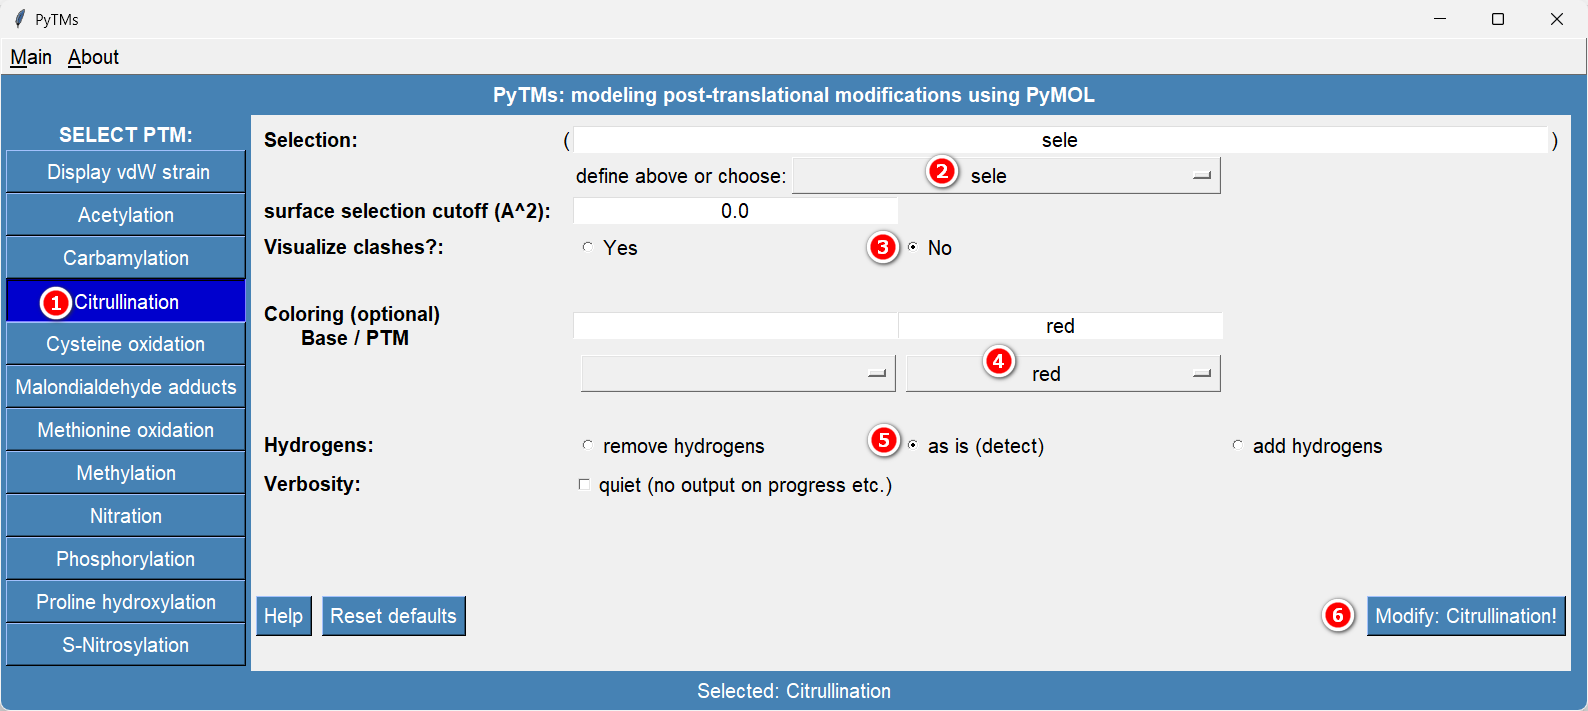 PyTMs
Main About
PyTMs: modeling post-translational modifications using PyMOL
SELECT PTM:
Display vdW strain
Acetylation
Carbamylation
1 Citrullination
Cysteine oxidation
Malondialdehyde adducts
Methionine oxidation
Methylation
Nitration
Phosphorylation
Proline hydroxylation
S-Nitrosylation
Selection: ( sele )
define above or choose: 2 sele
surface selection cutoff (A^2): 0.0
Visualize clashes?: Yes 3 No
Coloring (optional)
Base / PTM
red
4 red
Hydrogens: remove hydrogens 5 as is (detect) add hydrogens
Verbosity: quiet (no output on progress etc.)
Help Reset defaults 6 Modify: Citrullination!
Selected: Citrullination